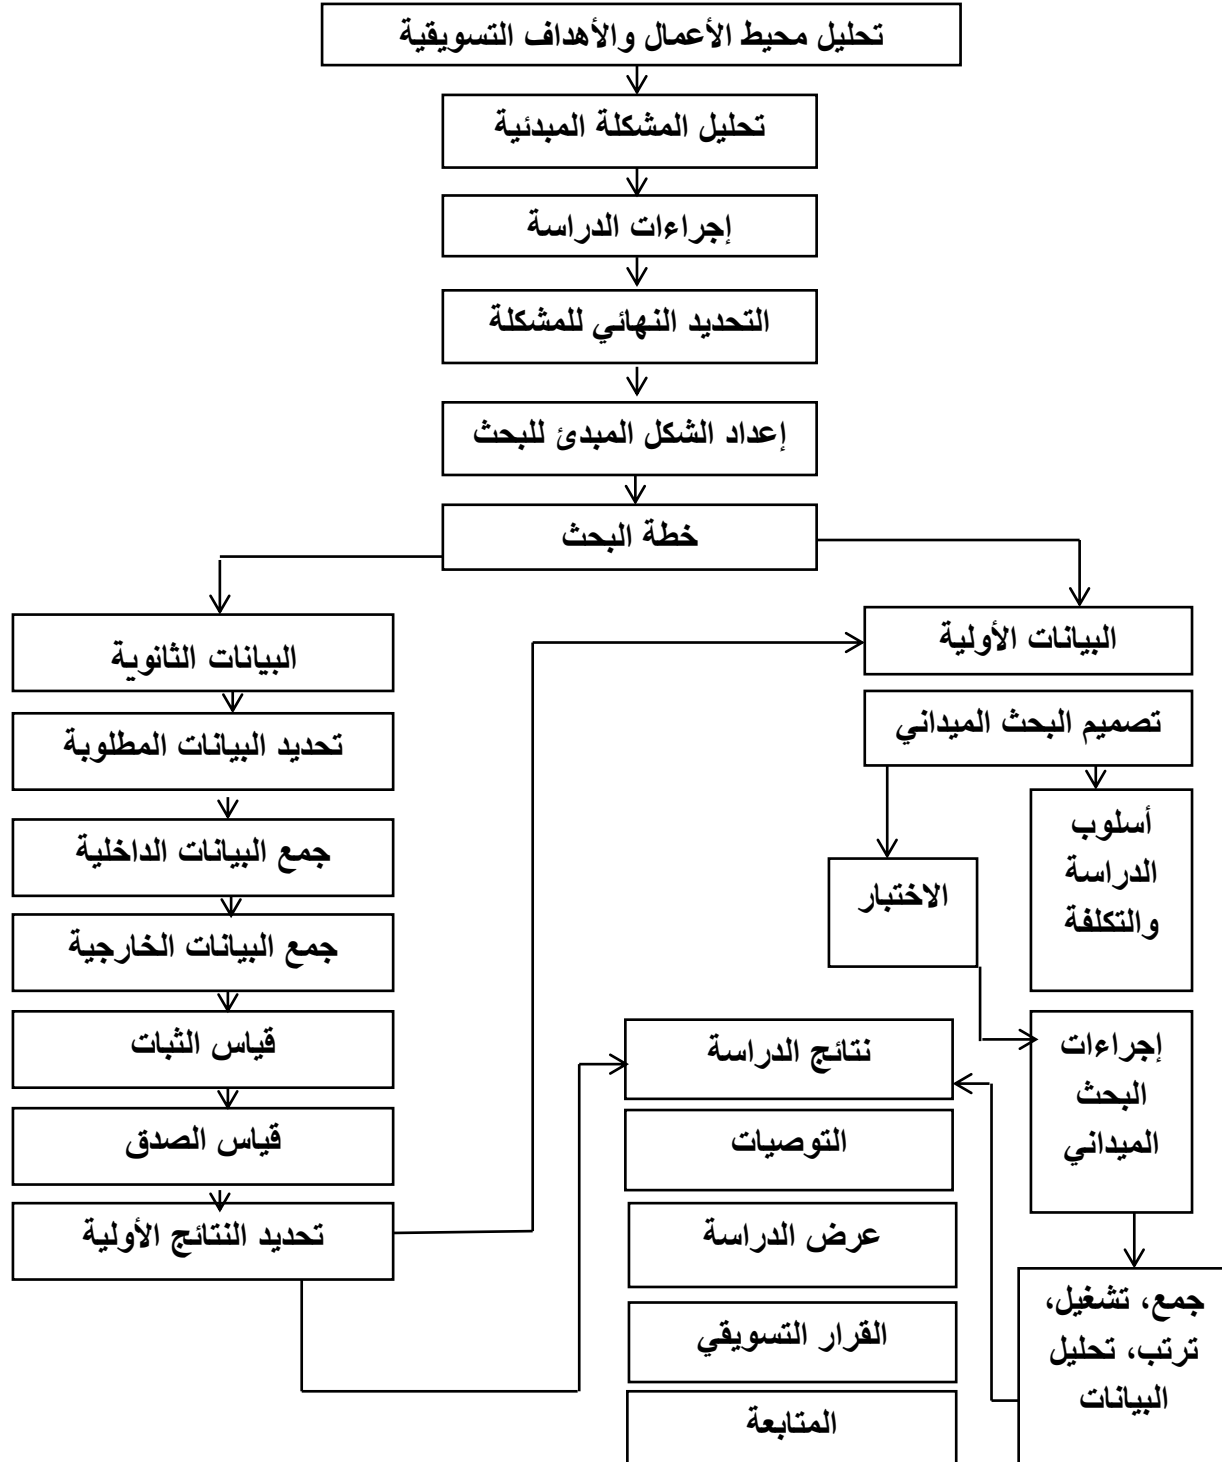 تحليل محيط الأعمال والأهداف التسويقية
تحليل المشكلة المبدئية
إجراءات الدراسة
التحديد النهائي للمشكلة
إعداد الشكل المبدئ للبحث
خطة البحث
البيانات الأولية
تصميم البحث الميداني
أسلوب
الدراسة
والتكلفة
الاختبار
إجراءات
البحث
الميداني
جمع، تشغيل،
ترتب، تحليل
البيانات
البيانات الثانوية
تحديد البيانات المطلوبة
جمع البيانات الداخلية
جمع البيانات الخارجية
قياس الثبات
قياس الصدق
تحديد النتائج الأولية
نتائج الدراسة
التوصيات
عرض الدراسة
القرار التسويقي
المتابعة